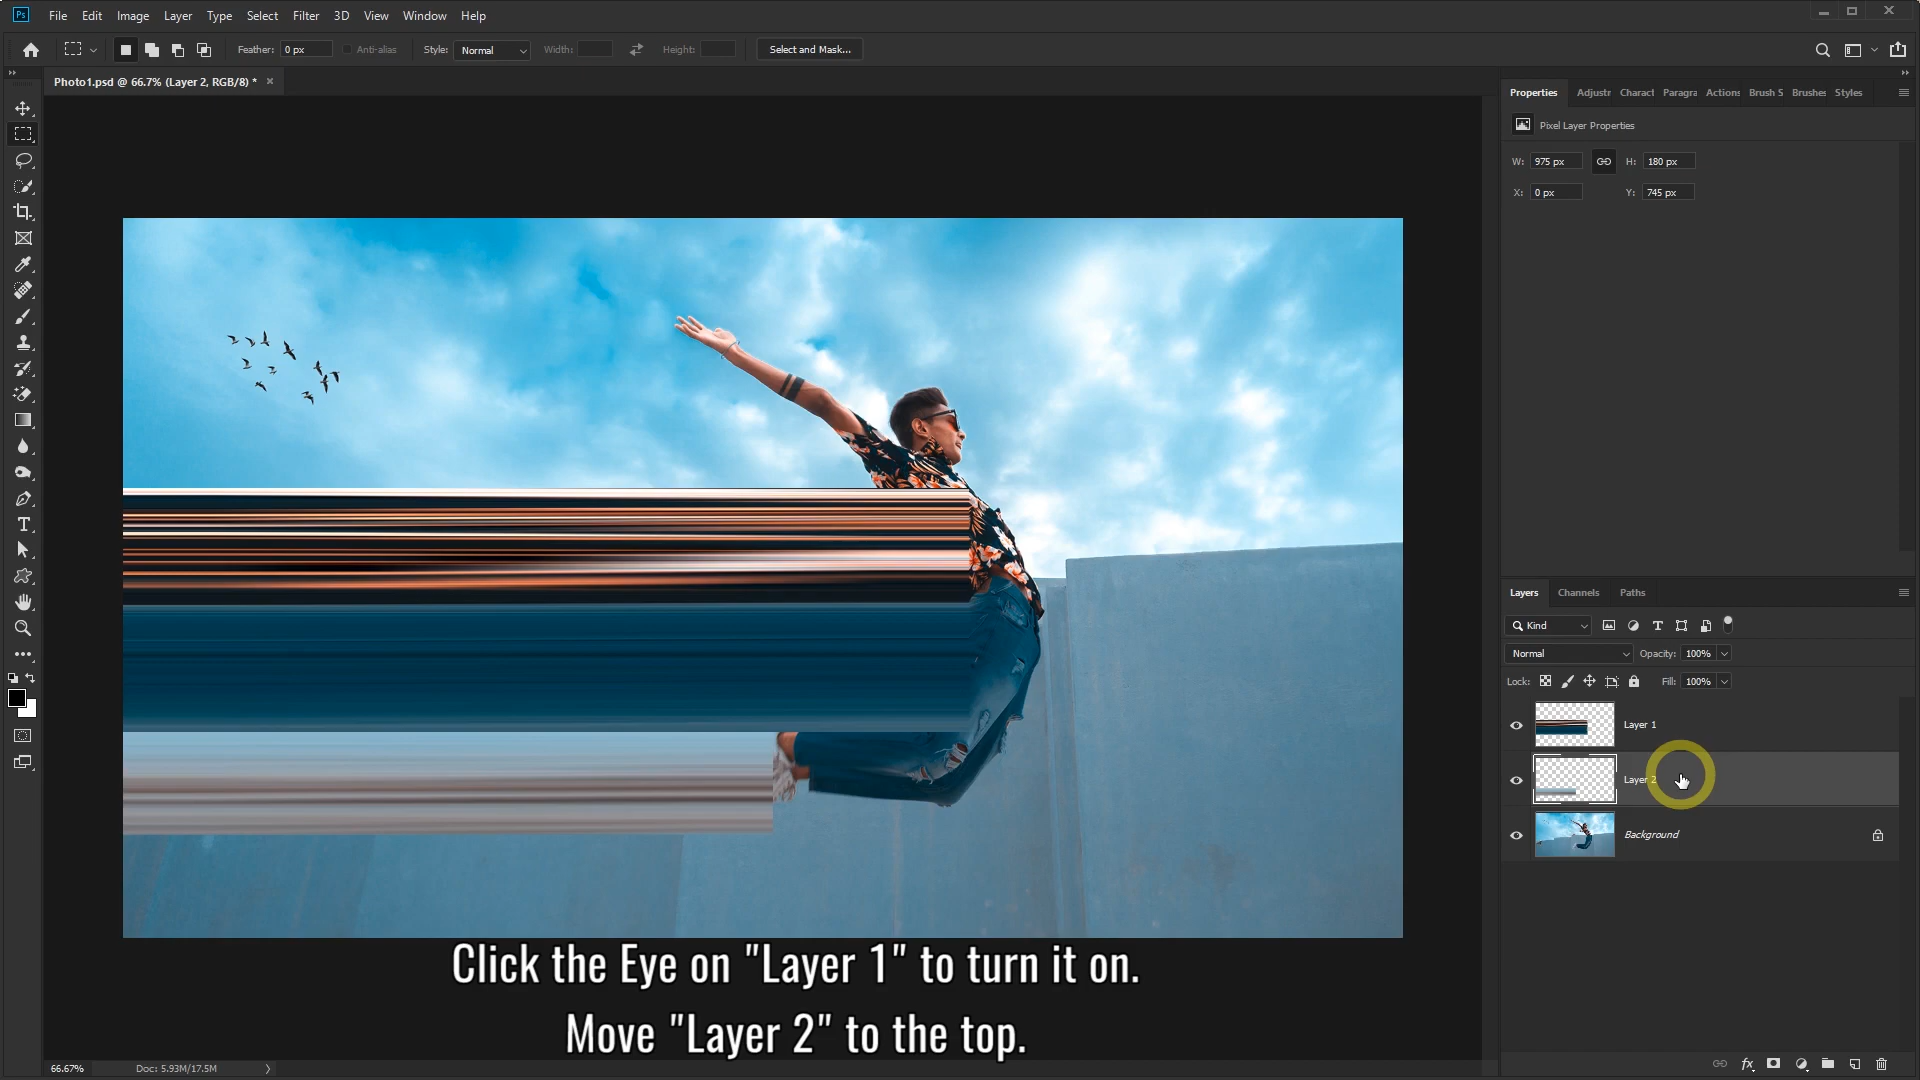 Ps File Edit Image Layer Type Select Filter 3D View Window Help
Feather: 0 px Anti-alias Style: Normal Width: Height: Select and Mask...
Photo1.psd @ 66.7% (Layer 2, RGB/8) *
Properties Adjustr Charact Paragra Actions Brush S Brushes Styles
Pixel Layer Properties
W: 975 px H: 180 px
X: 0 px Y: 745 px
Layers Channels Paths
Kind
Normal Opacity: 100%
Lock: Fill: 100%
Layer 1
Layer 2
Background
Click the Eye on "Layer 1" to turn it on.
Move "Layer 2" to the top.
66.67% Doc: 5.93M/17.5M
fx